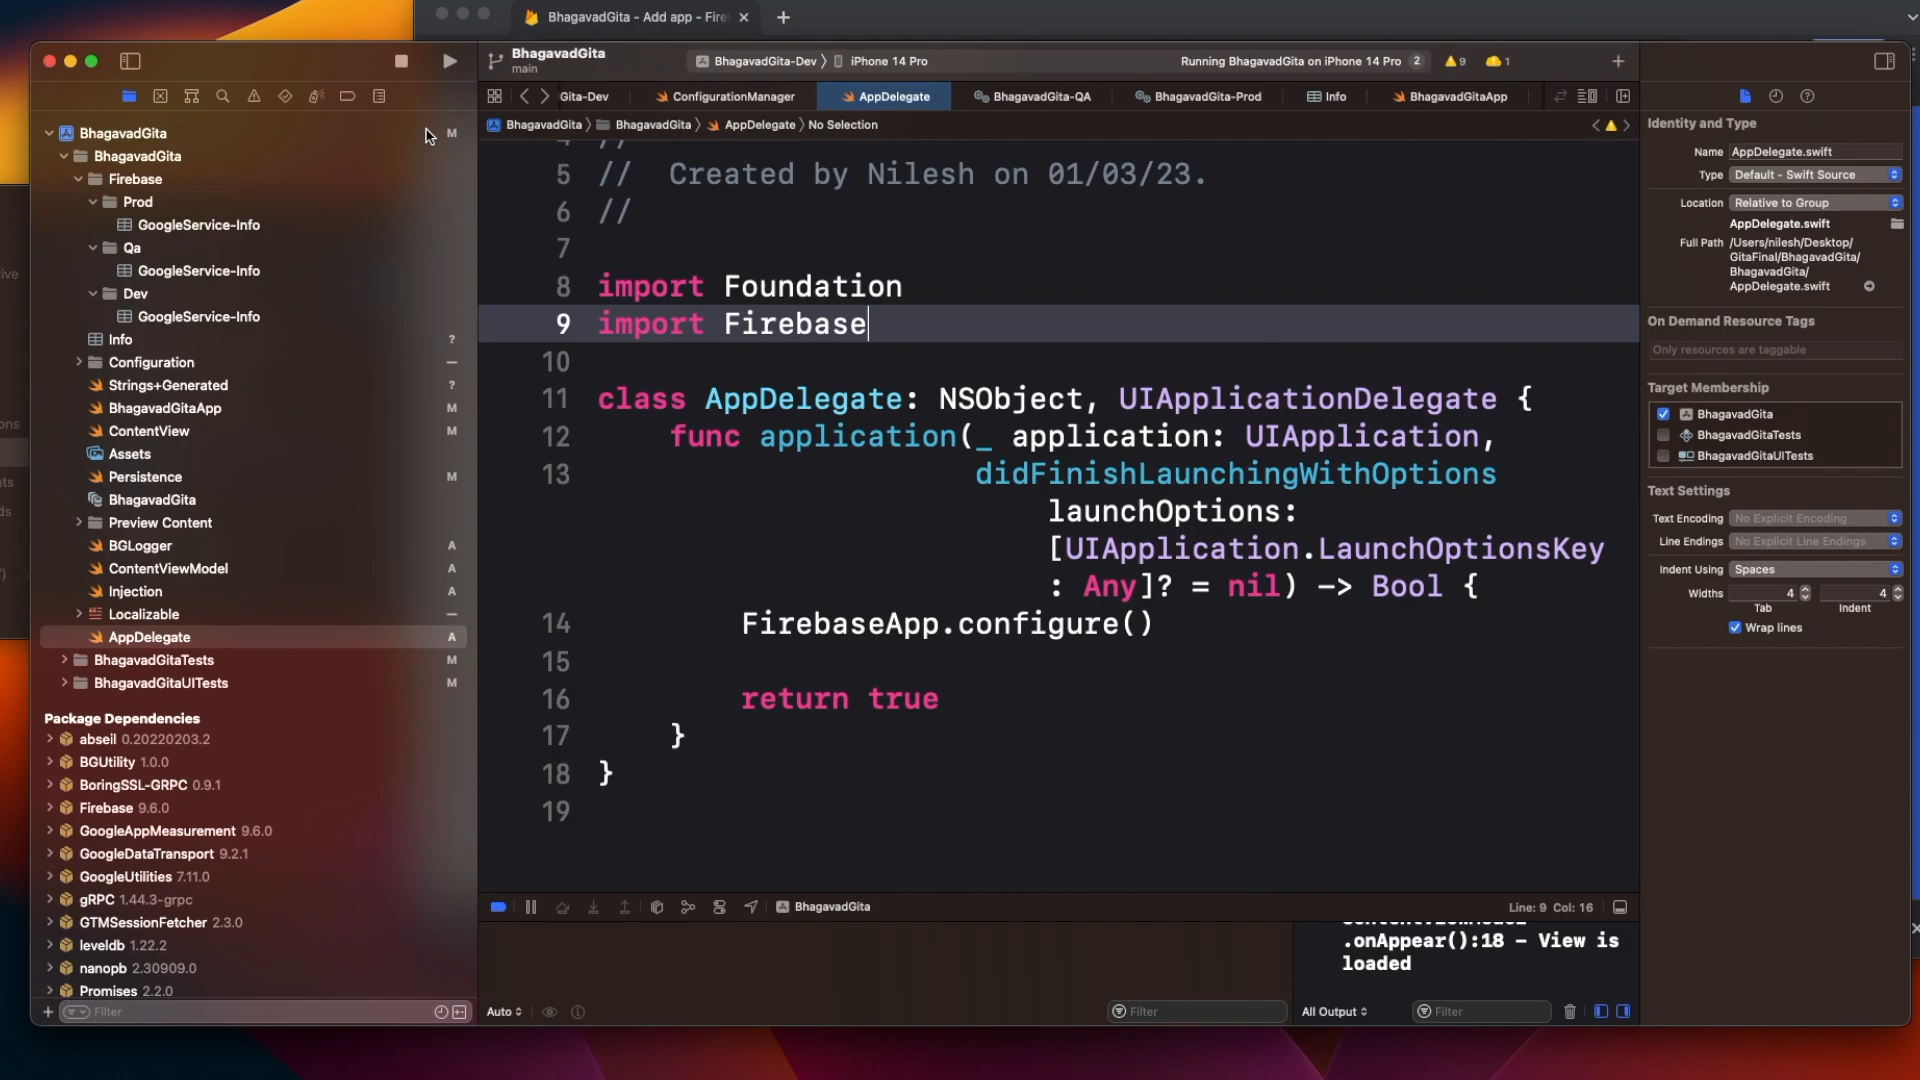 BhagavadGita - Add app - Fire
BhagavadGita
main
BhagavadGita-Dev
iPhone 14 Pro
Running BhagavadGita on iPhone 14 Pro
2
9
1
Gita-Dev
ConfigurationManager
AppDelegate
BhagavadGita-QA
BhagavadGita-Prod
Info
BhagavadGitaApp
BhagavadGita
BhagavadGita
AppDelegate
No Selection
BhagavadGita M
BhagavadGita
Firebase
Prod
GoogleService-Info
Qa
GoogleService-Info
Dev
GoogleService-Info
Info ?
Configuration —
Strings+Generated ?
BhagavadGitaApp M
ContentView M
Assets
Persistence M
BhagavadGita
Preview Content
BGLogger A
ContentViewModel A
Injection A
Localizable —
AppDelegate A
BhagavadGitaTests M
BhagavadGitaUITests M
Package Dependencies
abseil 0.20220203.2
BGUtility 1.0.0
BoringSSL-GRPC 0.9.1
Firebase 9.6.0
GoogleAppMeasurement 9.6.0
GoogleDataTransport 9.2.1
GoogleUtilities 7.11.0
gRPC 1.44.3-grpc
GTMSessionFetcher 2.3.0
leveldb 1.22.2
nanopb 2.30909.0
Promises 2.2.0
Filter
5 //  Created by Nilesh on 01/03/23.
6 //
7
8 import Foundation
9 import Firebase
10
11 class AppDelegate: NSObject, UIApplicationDelegate {
12 func application(_ application: UIApplication,
13 didFinishLaunchingWithOptions
launchOptions:
[UIApplication.LaunchOptionsKey
: Any]? = nil) -> Bool {
14 FirebaseApp.configure()
15
16 return true
17 }
18 }
19
BhagavadGita
Line: 9 Col: 16
.onAppear():18 - View is
loaded
Auto
Filter
All Output
Filter
Identity and Type
Name AppDelegate.swift
Type Default - Swift Source
Location Relative to Group
AppDelegate.swift
Full Path /Users/nilesh/Desktop/
GitaFinal/BhagavadGita/
BhagavadGita/
AppDelegate.swift
On Demand Resource Tags
Only resources are taggable
Target Membership
BhagavadGita
BhagavadGitaTests
BhagavadGitaUITests
Text Settings
Text Encoding No Explicit Encoding
Line Endings No Explicit Line Endings
Indent Using Spaces
Widths 4 4
Tab Indent
Wrap lines